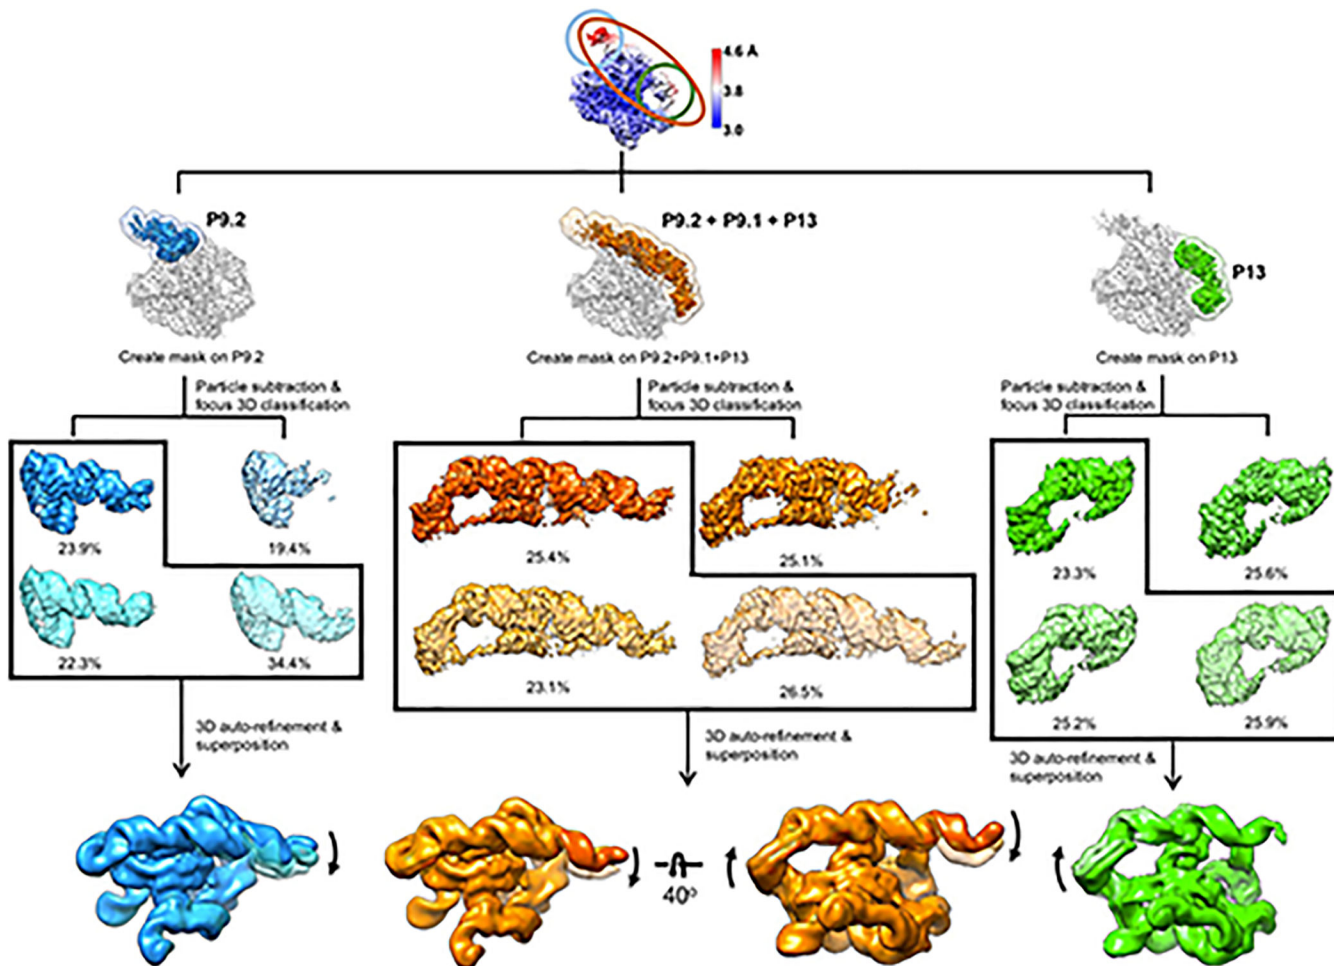 4.6 Å
3.8
3.0
P9.2
P9.2 + P9.1 + P13
P13
Create mask on P9.2
Create mask on P9.2+P9.1+P13
Create mask on P13
Particle subtraction &
focus 3D classification
Particle subtraction &
focus 3D classification
Particle subtraction &
focus 3D classification
23.9%
19.4%
25.4%
25.1%
23.3%
25.6%
22.3%
34.4%
23.1%
26.5%
25.2%
25.9%
3D auto-refinement &
superposition
3D auto-refinement &
superposition
3D auto-refinement &
superposition
40°